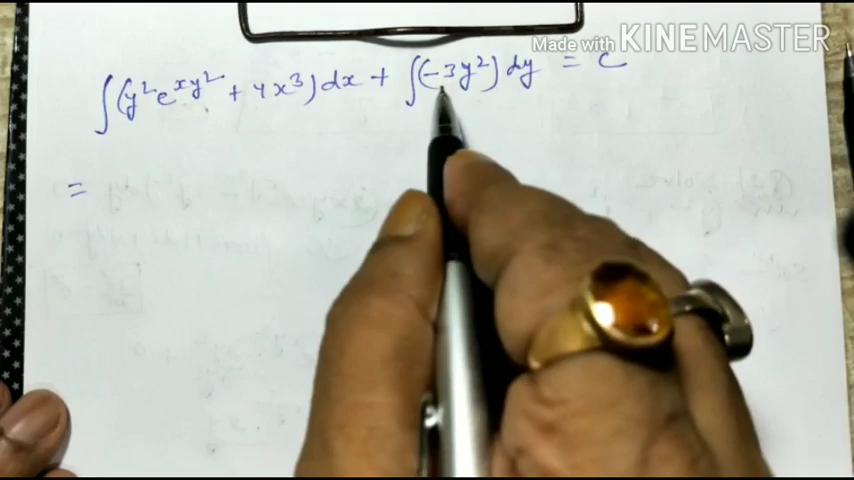 Made with KINEMASTER
∫(y²e^{xy²} + 4x³)dx + ∫(-3y²)dy = c
=